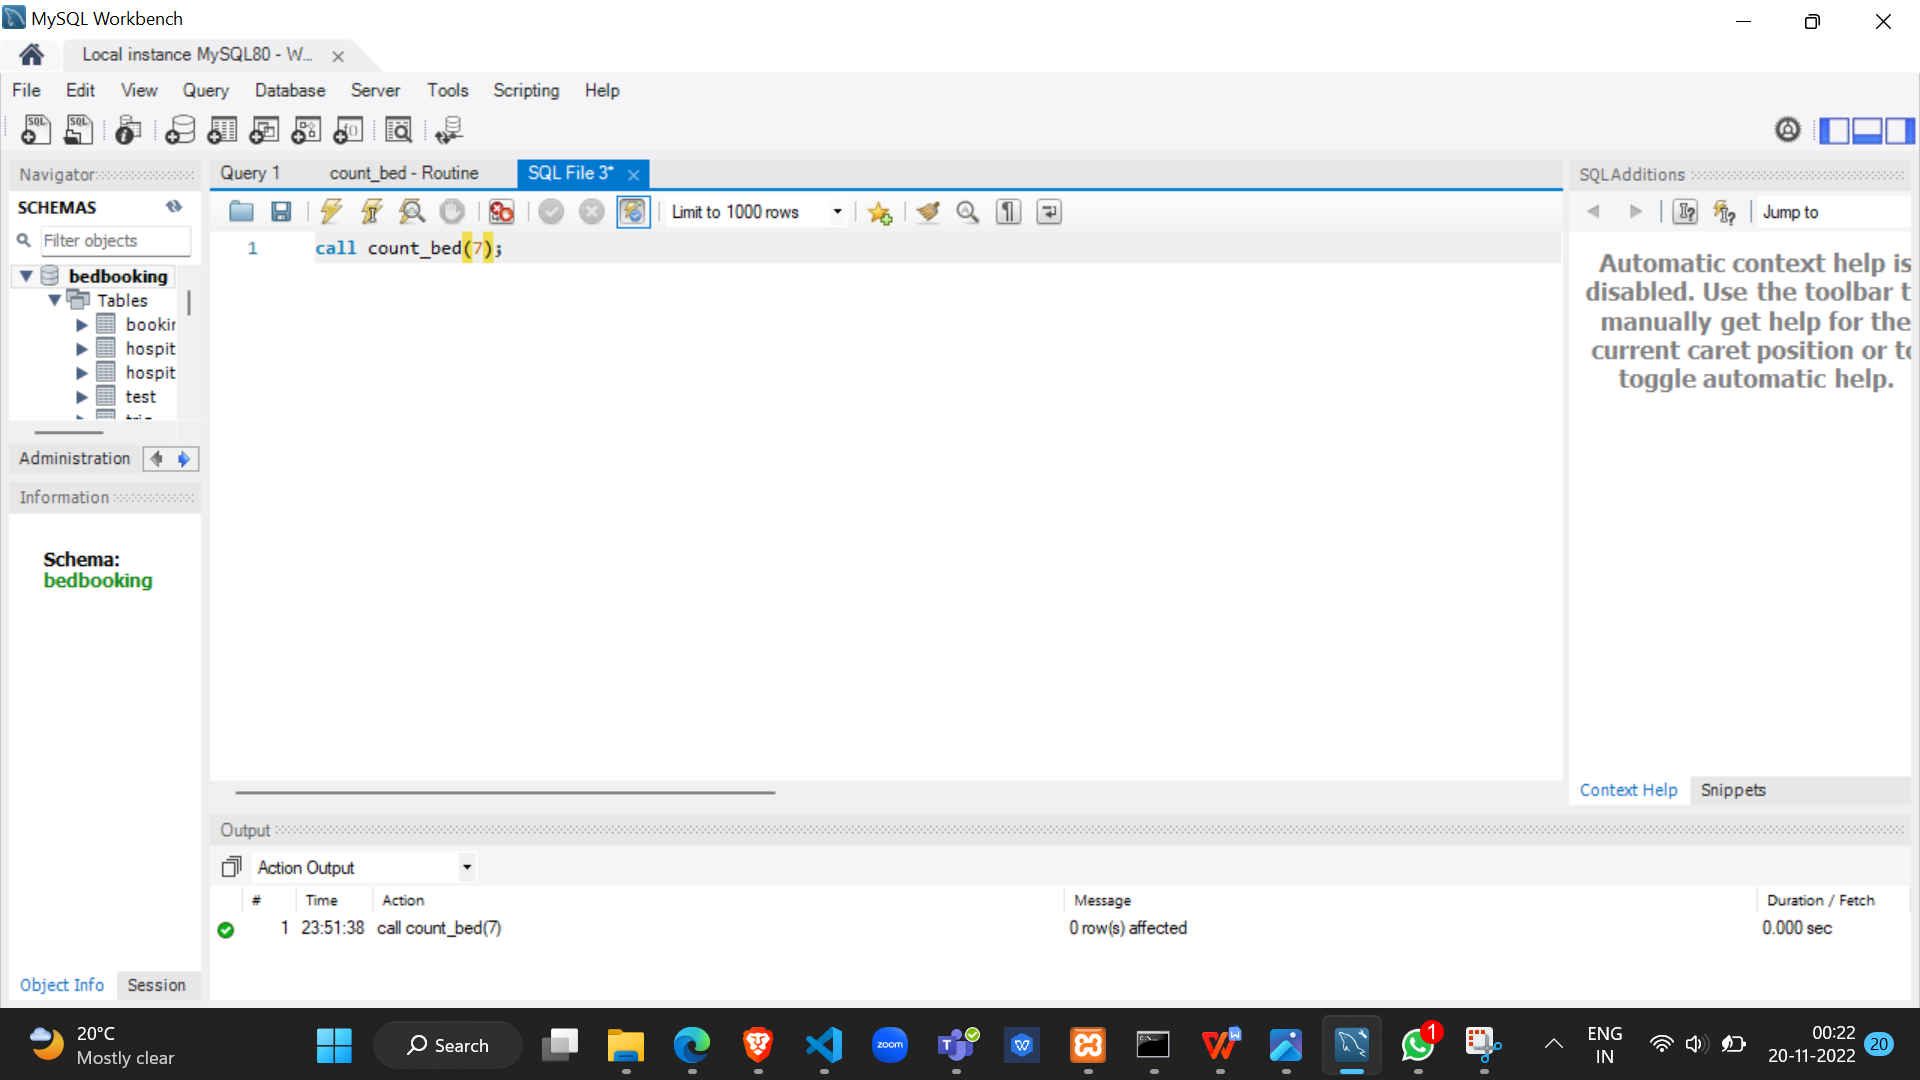 MySQL Workbench
Local instance MySQL80 - W...
File Edit View Query Database Server Tools Scripting Help
Navigator
SCHEMAS
Filter objects
bedbooking
Tables
bookin
hospit
hospit
test
Administration
Information
Schema:
bedbooking
Object Info Session
Query 1 count_bed - Routine SQL File 3*
Limit to 1000 rows
1 call count_bed(7);
SQLAdditions
Jump to
Automatic context help is
disabled. Use the toolbar t
manually get help for the
current caret position or to
toggle automatic help.
Context Help Snippets
Output
Action Output
# Time Action Message Duration / Fetch
1 23:51:38 call count_bed(7) 0 row(s) affected 0.000 sec
20°C
Mostly clear
Search
zoom
1
ENG
IN
00:22
20-11-2022
20